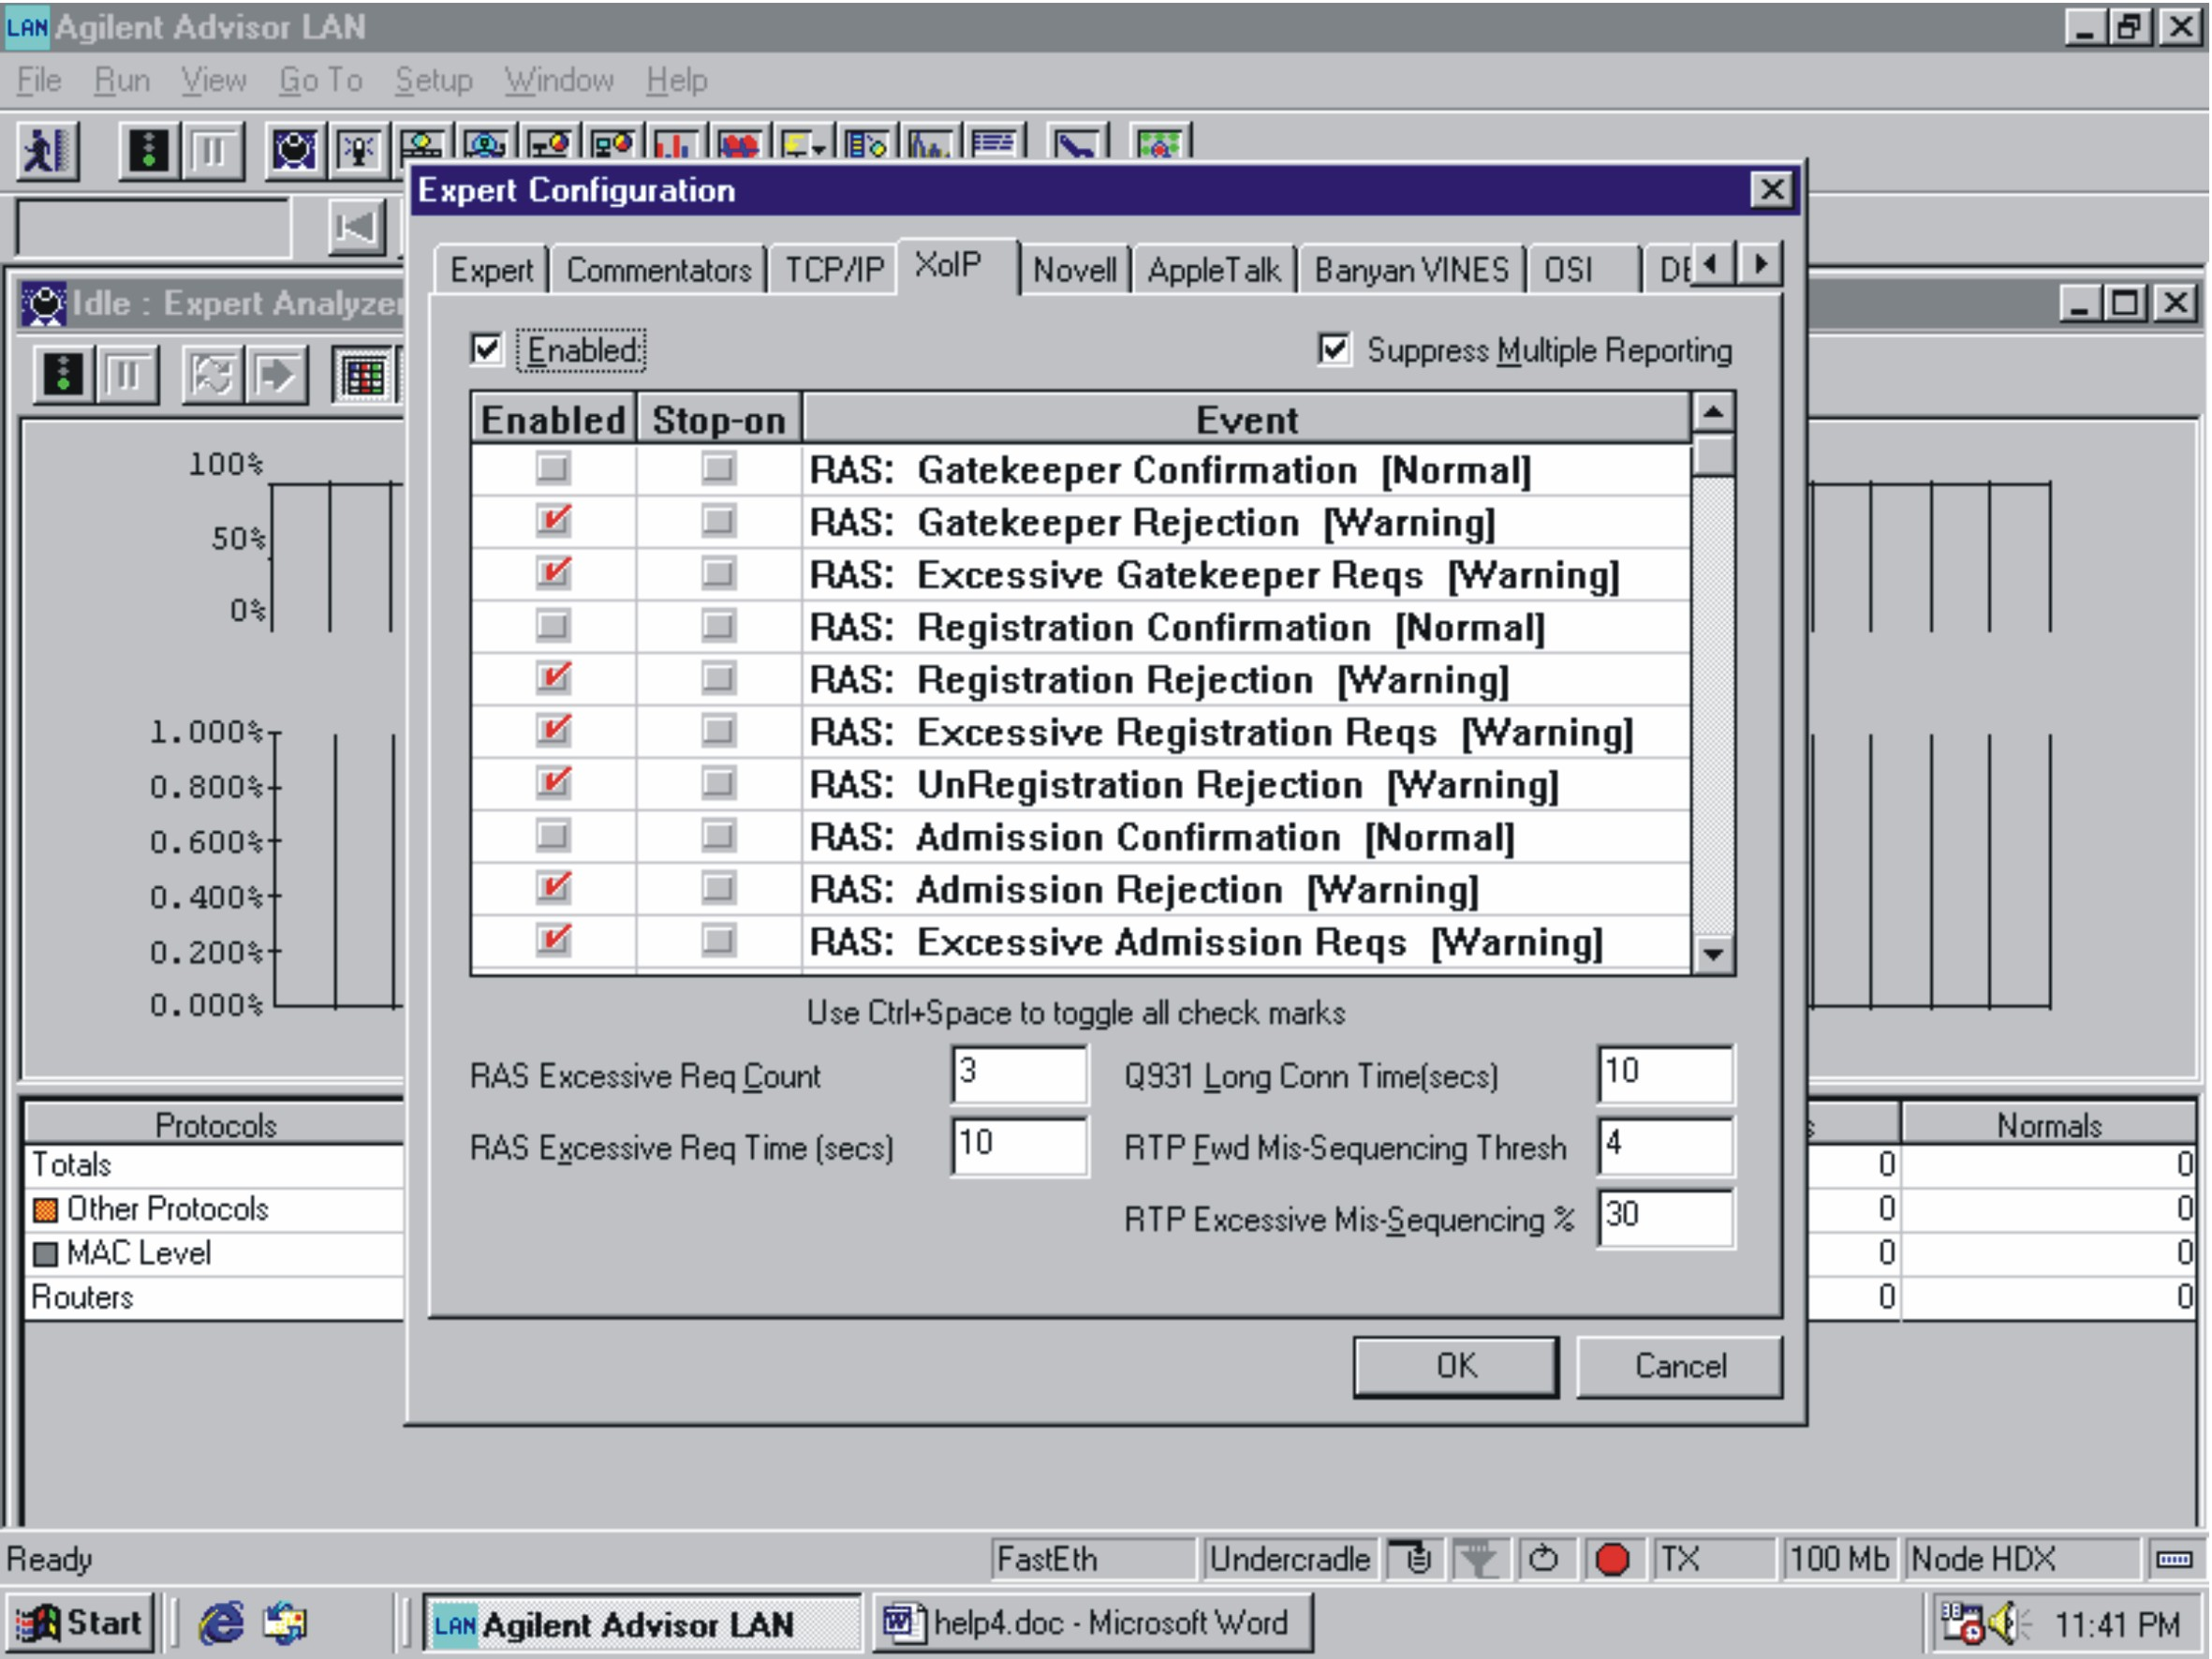 LAN Agilent Advisor LAN
File Run View Go To Setup Window Help
Expert Configuration
Expert Commentators TCP/IP XoIP Novell AppleTalk Banyan VINES OSI
Idle : Expert Analyzer
Enabled: Suppress Multiple Reporting
Enabled Stop-on Event
RAS: Gatekeeper Confirmation [Normal]
RAS: Gatekeeper Rejection [Warning]
RAS: Excessive Gatekeeper Reqs [Warning]
RAS: Registration Confirmation [Normal]
RAS: Registration Rejection [Warning]
RAS: Excessive Registration Reqs [Warning]
RAS: UnRegistration Rejection [Warning]
RAS: Admission Confirmation [Normal]
RAS: Admission Rejection [Warning]
RAS: Excessive Admission Reqs [Warning]
100%
50%
0%
1.000%
0.800%
0.600%
0.400%
0.200%
0.000%
Use Ctrl+Space to toggle all check marks
RAS Excessive Req Count 3 Q931 Long Conn Time(secs) 10
RAS Excessive Req Time (secs) 10 RTP Fwd Mis-Sequencing Thresh 4
RTP Excessive Mis-Sequencing % 30
OK Cancel
Protocols Normals
Totals 0 0
Other Protocols 0 0
MAC Level 0 0
Routers 0 0
Ready FastEth Undercradle TX 100 Mb Node HDX
Start LAN Agilent Advisor LAN help4.doc - Microsoft Word 11:41 PM